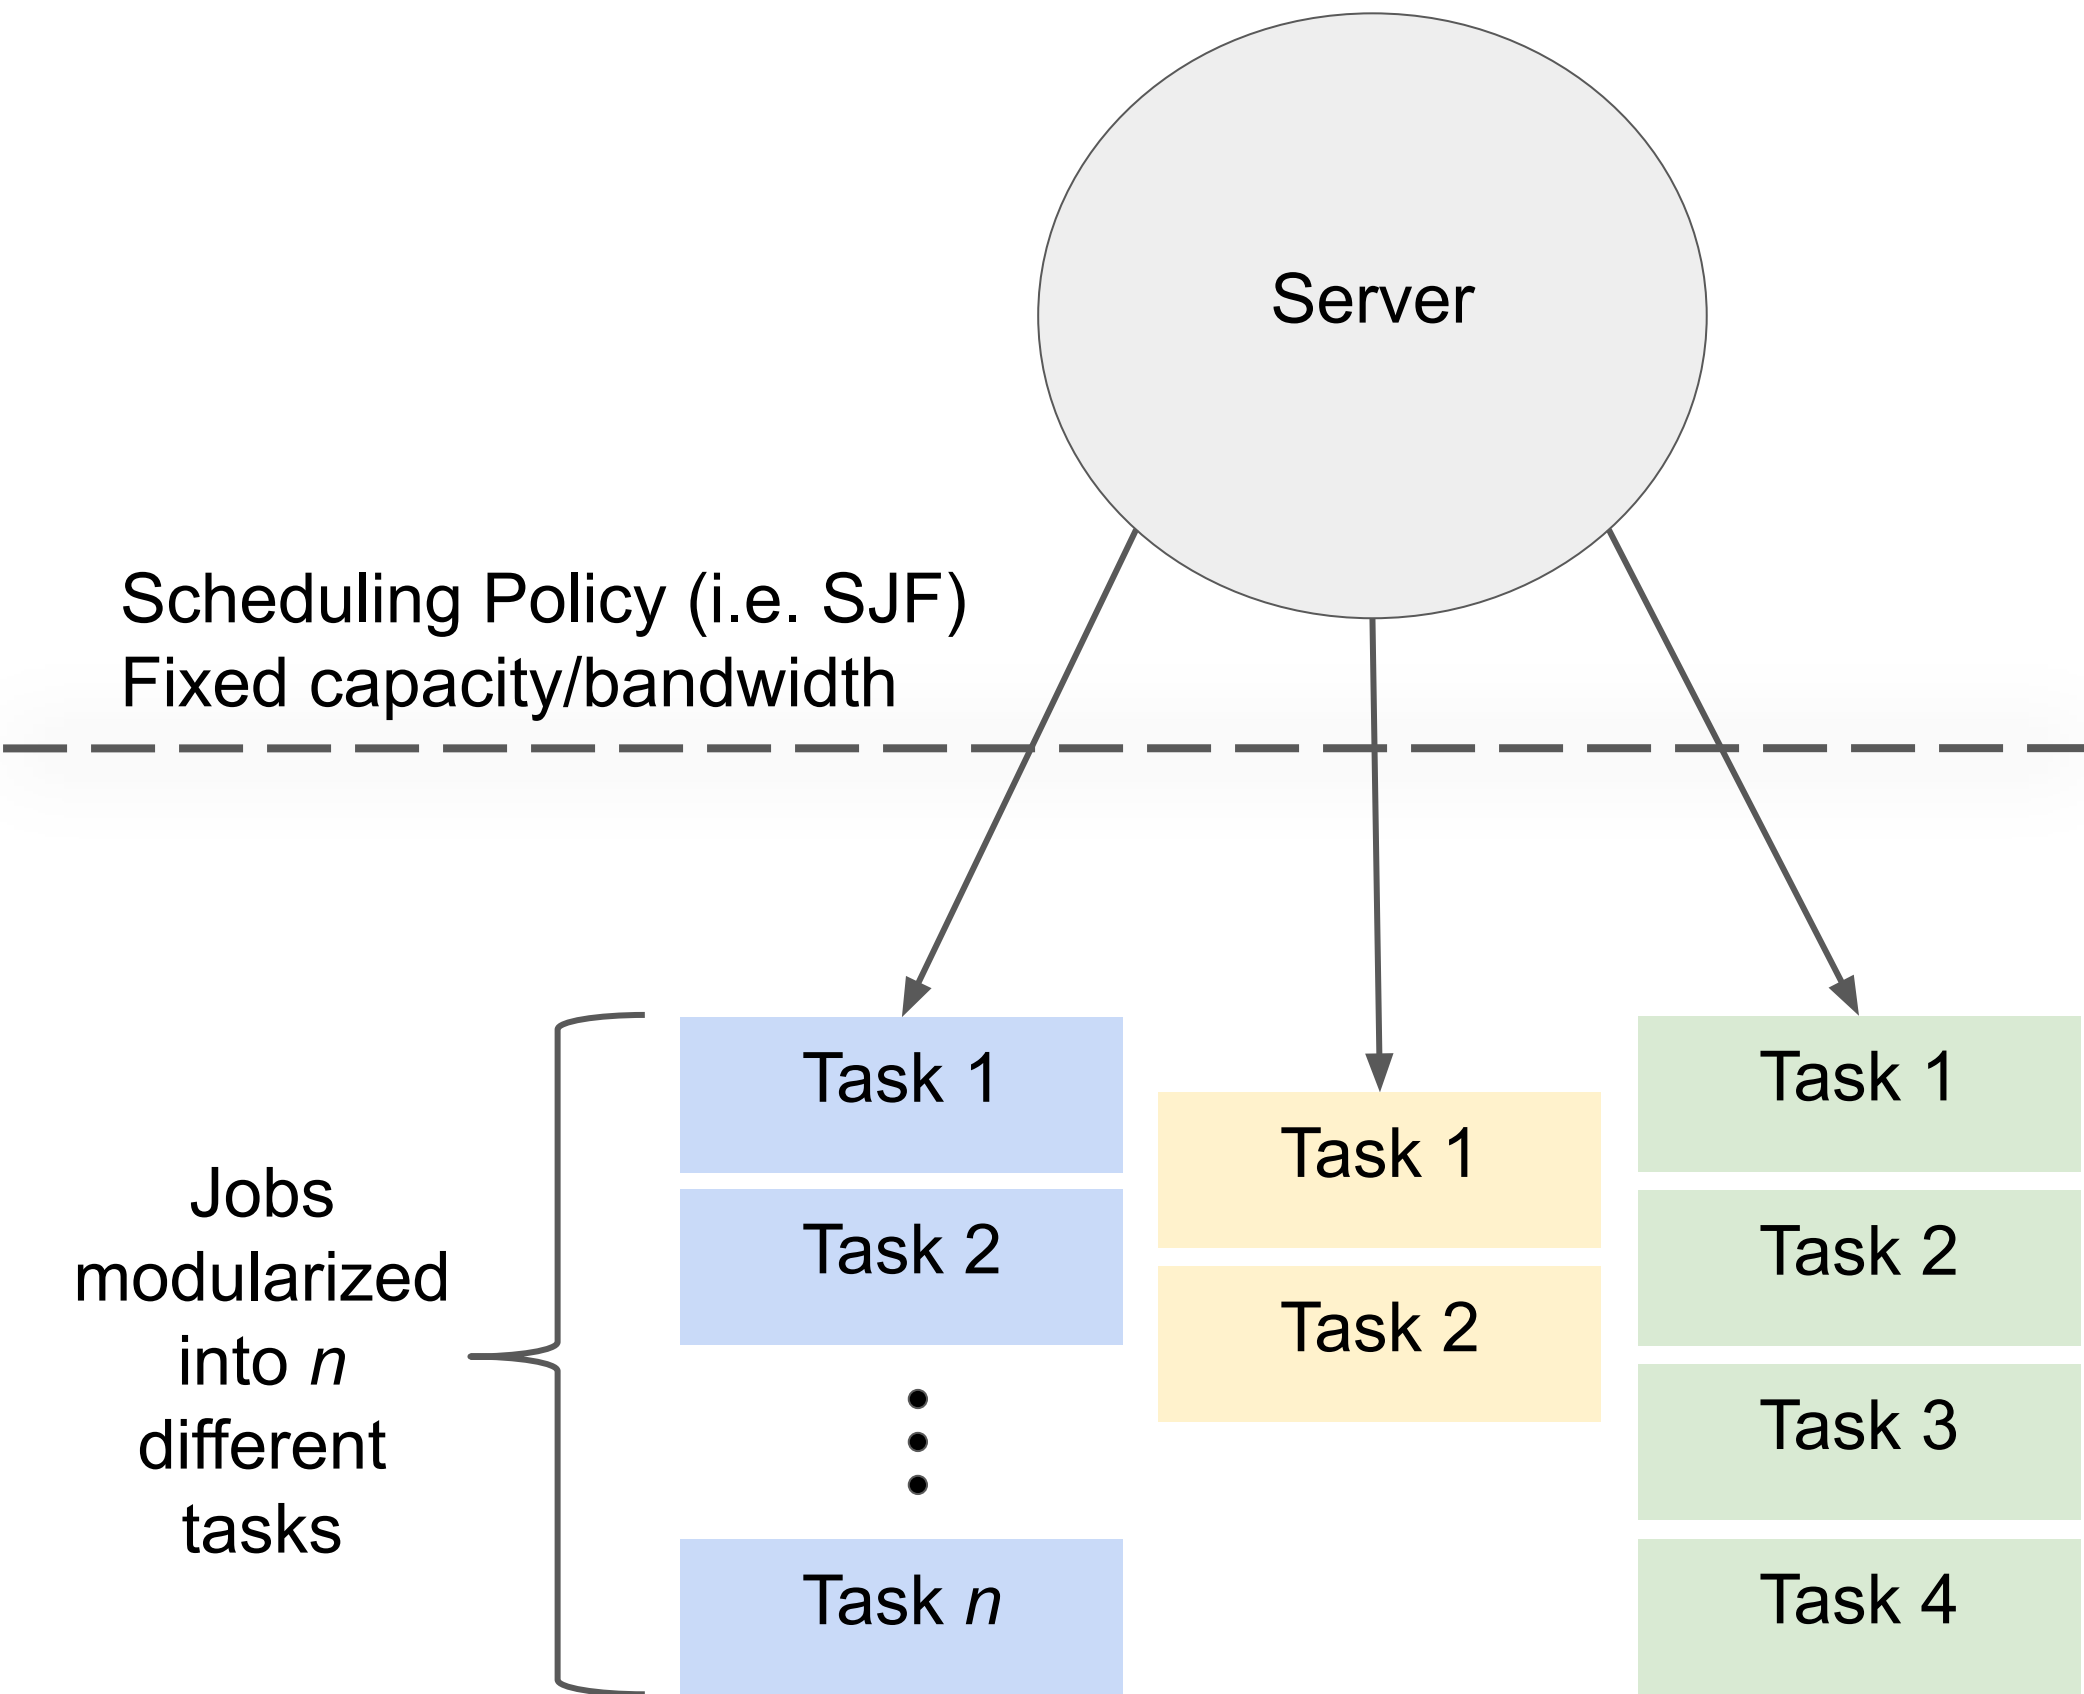 Server
Scheduling Policy (i.e. SJF)
Fixed capacity/bandwidth
Jobs
modularized
into n
different
tasks
Task 1
Task 2
Task n
Task 1
Task 2
Task 1
Task 2
Task 3
Task 4